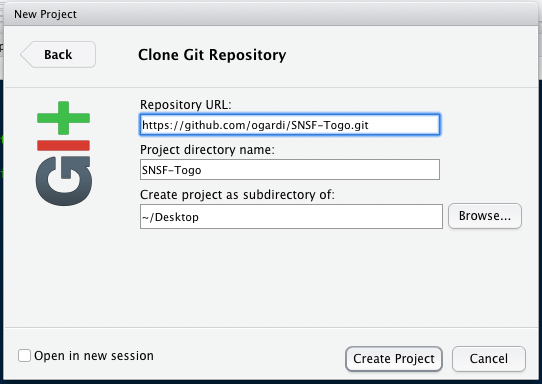 New Project
Back
Clone Git Repository
Repository URL:
https://github.com/ogardi/SNSF-Togo.git
Project directory name:
SNSF-Togo
Create project as subdirectory of:
~/Desktop
Browse...
GIt
Open in new session
Create Project
Cancel